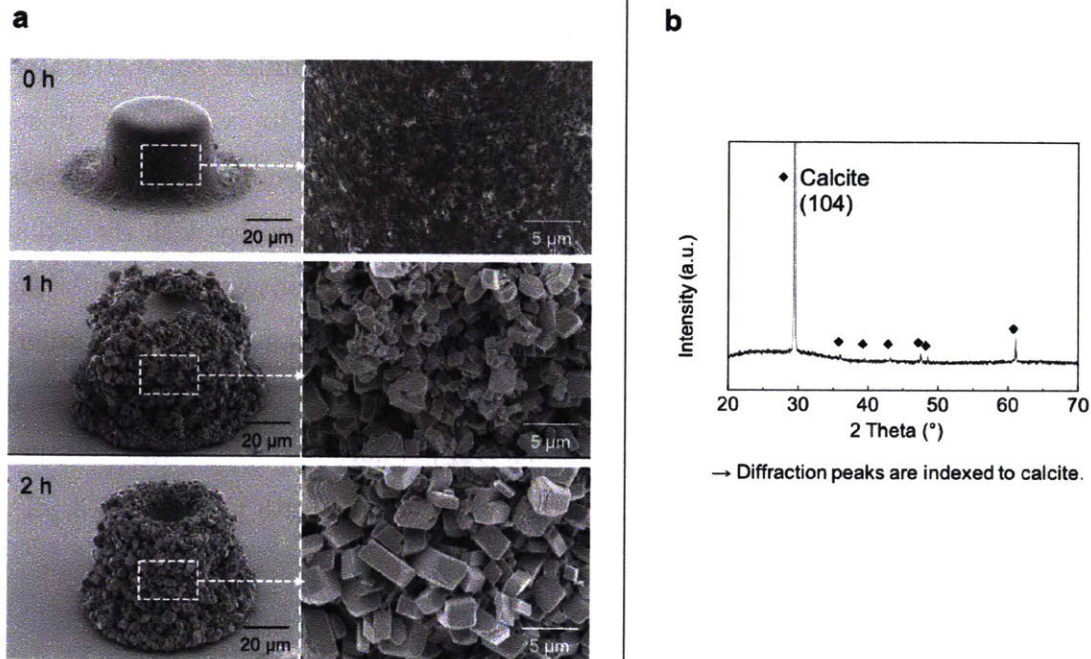 a
0 h
20 µm
5 µm
1 h
20 µm
5 µm
2 h
20 µm
5 µm
b
Calcite
(104)
Intensity (a.u.)
20 30 40 50 60 70
2 Theta (°)
→ Diffraction peaks are indexed to calcite.